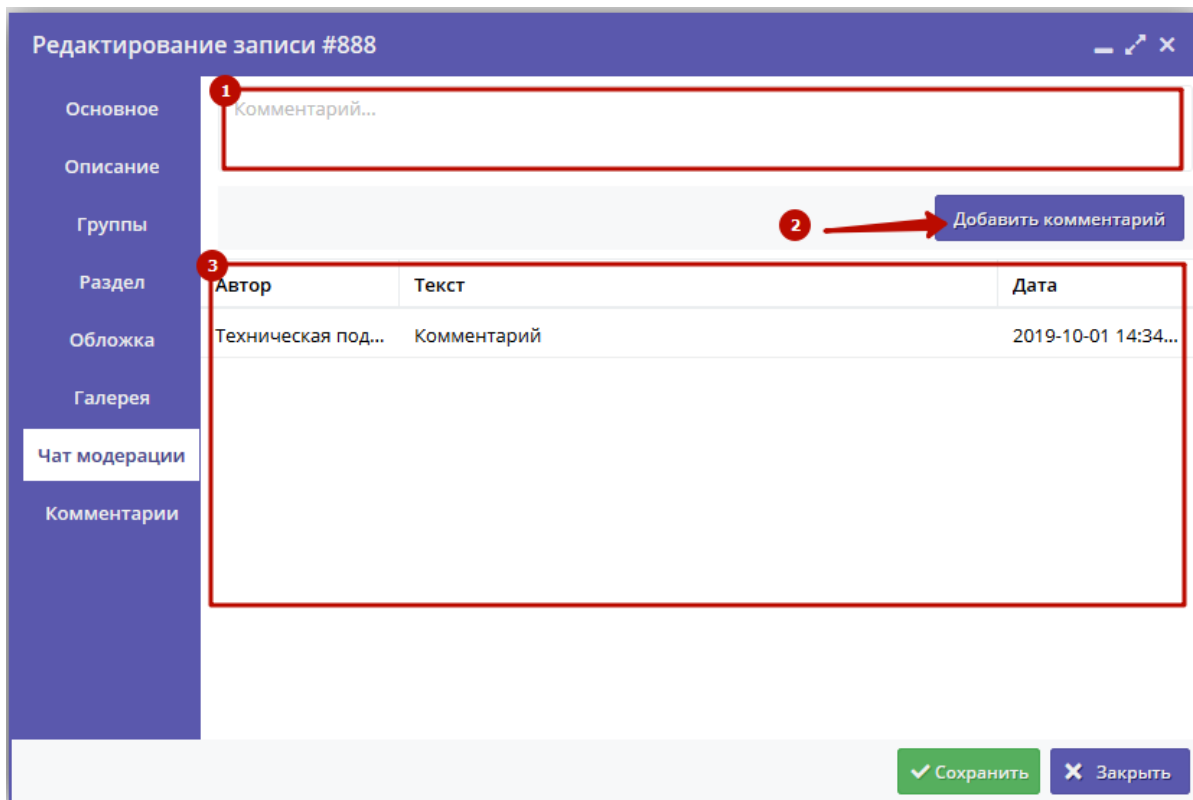 Редактирование записи #888
Основное
Описание
Группы
Раздел
Обложка
Галерея
Чат модерации
Комментарии
1
Комментарий...
2
Добавить комментарий
3
Автор Текст Дата
Техническая под... Комментарий 2019-10-01 14:34...
Сохранить Закрыть